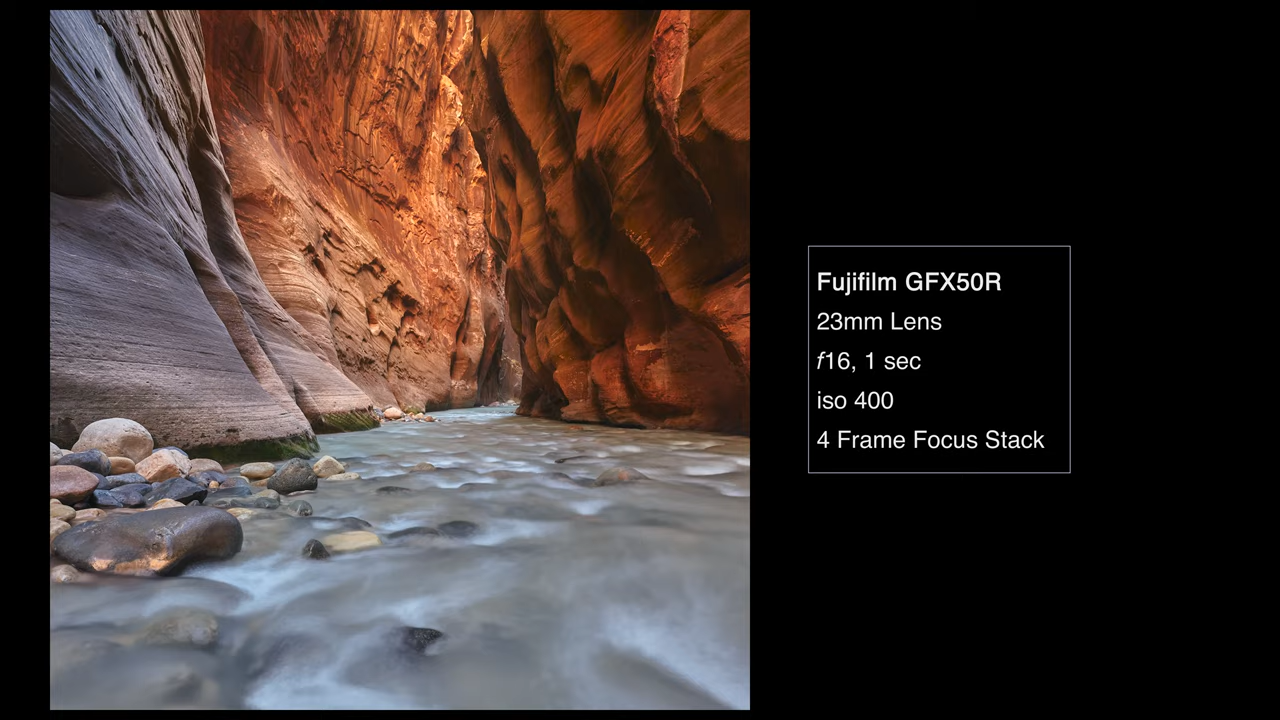 Fujifilm GFX50R
23mm Lens
f16, 1 sec
iso 400
4 Frame Focus Stack